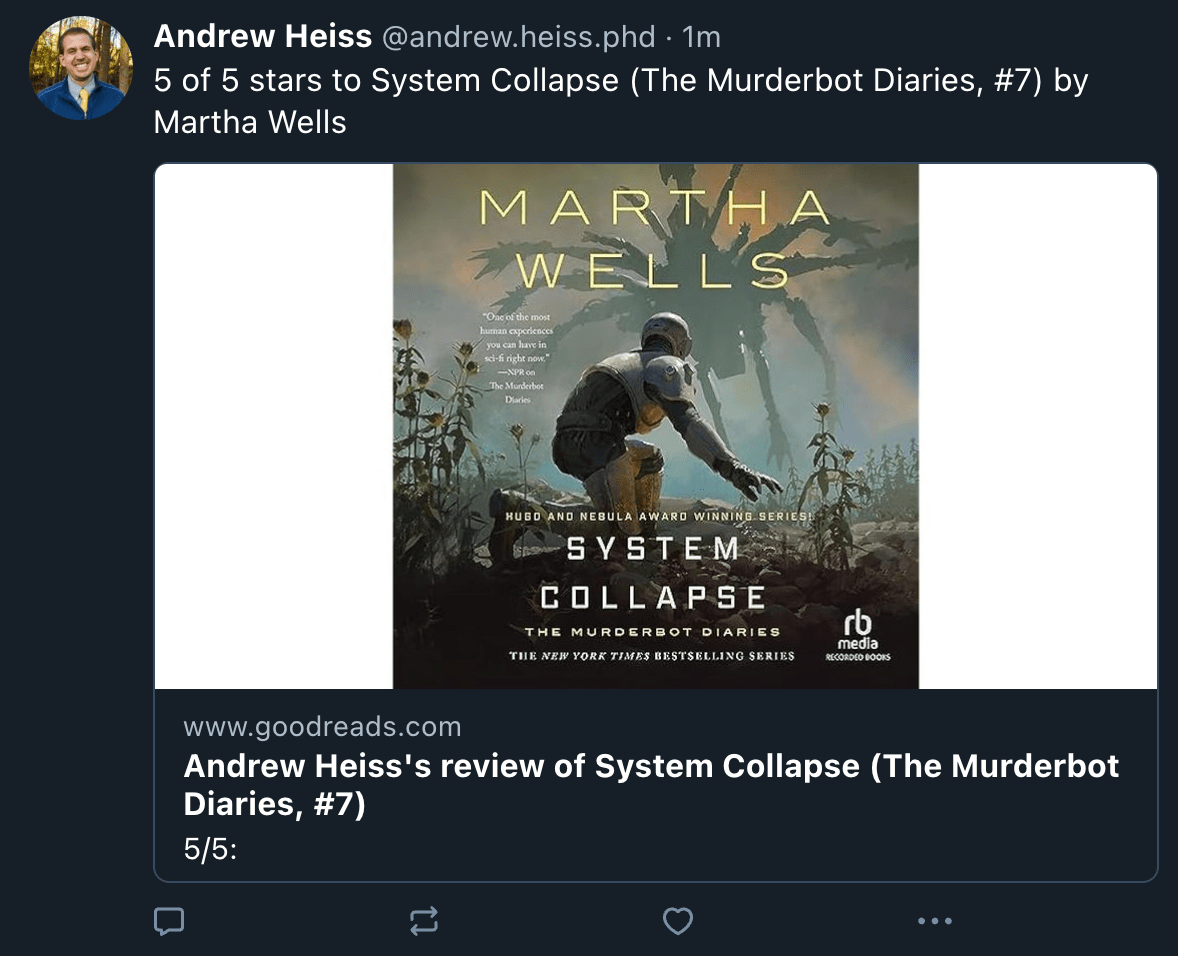 Andrew Heiss @andrew.heiss.phd · 1m
5 of 5 stars to System Collapse (The Murderbot Diaries, #7) by
Martha Wells
MARTHA
WELLS
"One of the most
human experiences
you can have in
sci-fi right now."
—NPR on
The Murderbot
Diaries
HUGO AND NEBULA AWARD WINNING SERIES!
SYSTEM
COLLAPSE
THE MURDERBOT DIARIES
THE NEW YORK TIMES BESTSELLING SERIES
rb
media
RECORDED BOOKS
www.goodreads.com
Andrew Heiss's review of System Collapse (The Murderbot
Diaries, #7)
5/5: